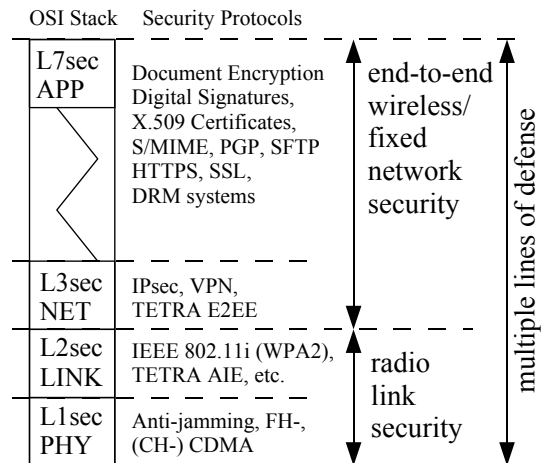 OSI Stack Security Protocols
L7sec
APP
Document Encryption
Digital Signatures,
X.509 Certificates,
S/MIME, PGP, SFTP
HTTPS, SSL,
DRM systems
end-to-end
wireless/
fixed
network
security
L3sec
NET
IPsec, VPN,
TETRA E2EE
L2sec
LINK
IEEE 802.11i (WPA2),
TETRA AIE, etc.
L1sec
PHY
Anti-jamming, FH-,
(CH-) CDMA
radio
link
security
multiple lines of defense